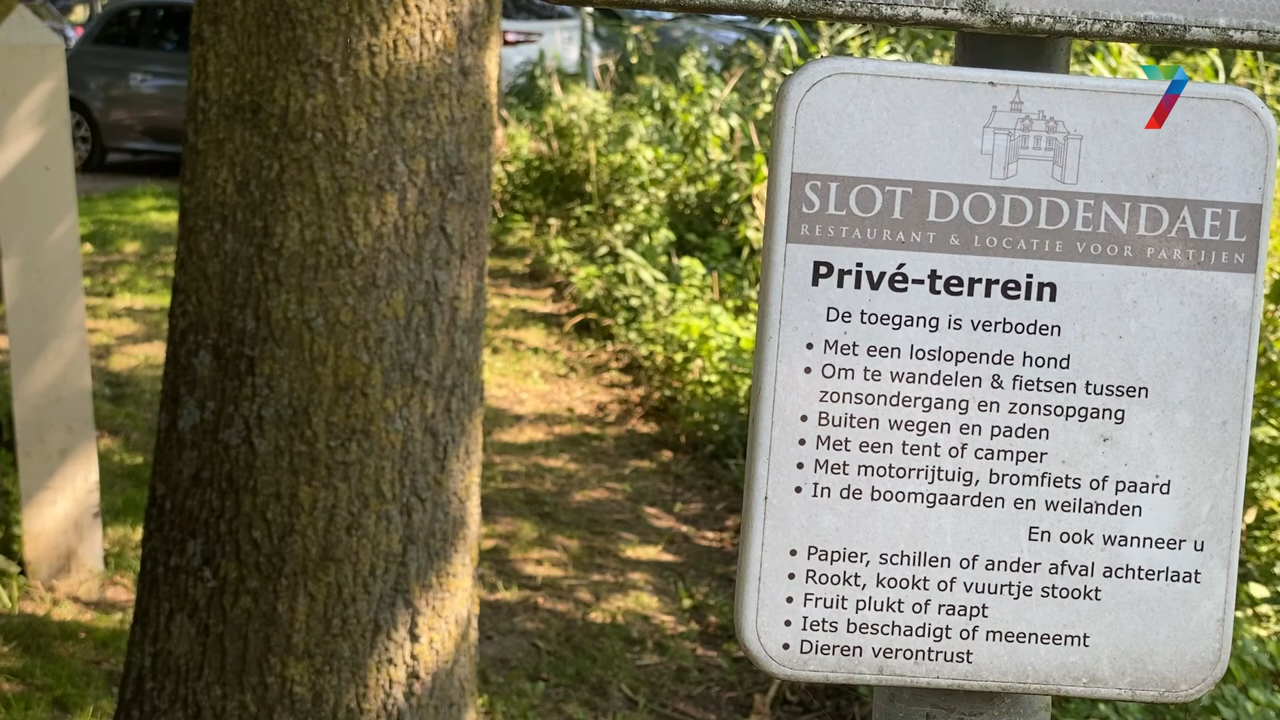 SLOT DODDENDAEL
RESTAURANT & LOCATIE VOOR PARTIJEN
Privé-terrein
De toegang is verboden
• Met een loslopende hond
• Om te wandelen & fietsen tussen
zonsondergang en zonsopgang
• Buiten wegen en paden
• Met een tent of camper
• Met motorrijtuig, bromfiets of paard
• In de boomgaarden en weilanden
En ook wanneer u
• Papier, schillen of ander afval achterlaat
• Rookt, kookt of vuurtje stookt
• Fruit plukt of raapt
• Iets beschadigt of meeneemt
• Dieren verontrust